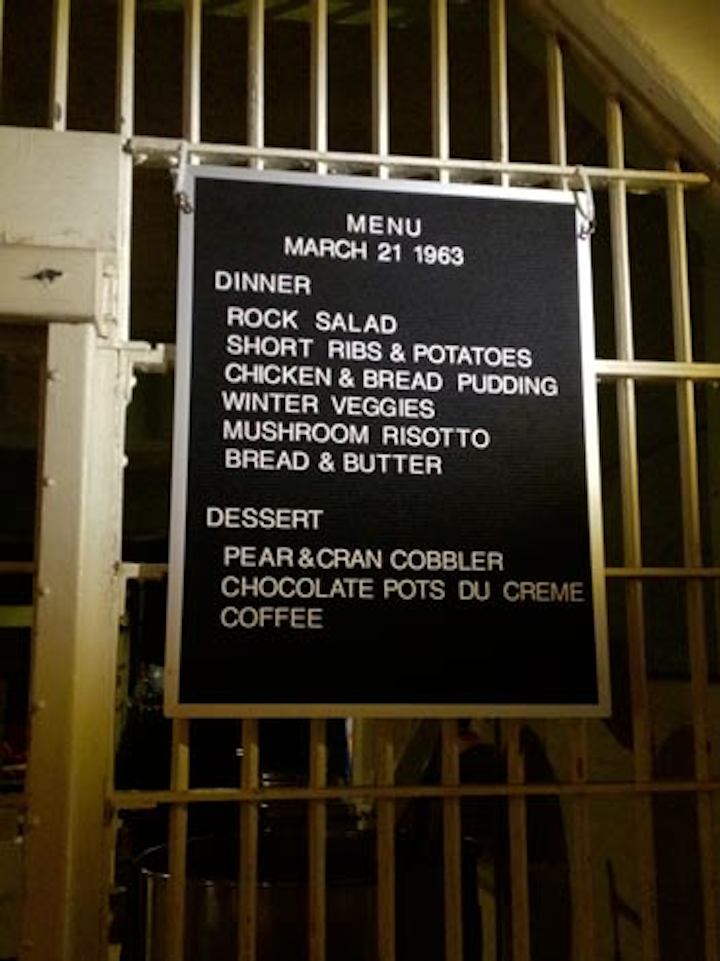 MENU
MARCH 21 1963
DINNER
ROCK SALAD
SHORT RIBS & POTATOES
CHICKEN & BREAD PUDDING
WINTER VEGGIES
MUSHROOM RISOTTO
BREAD & BUTTER
DESSERT
PEAR & CRAN COBBLER
CHOCOLATE POTS DU CREME
COFFEE